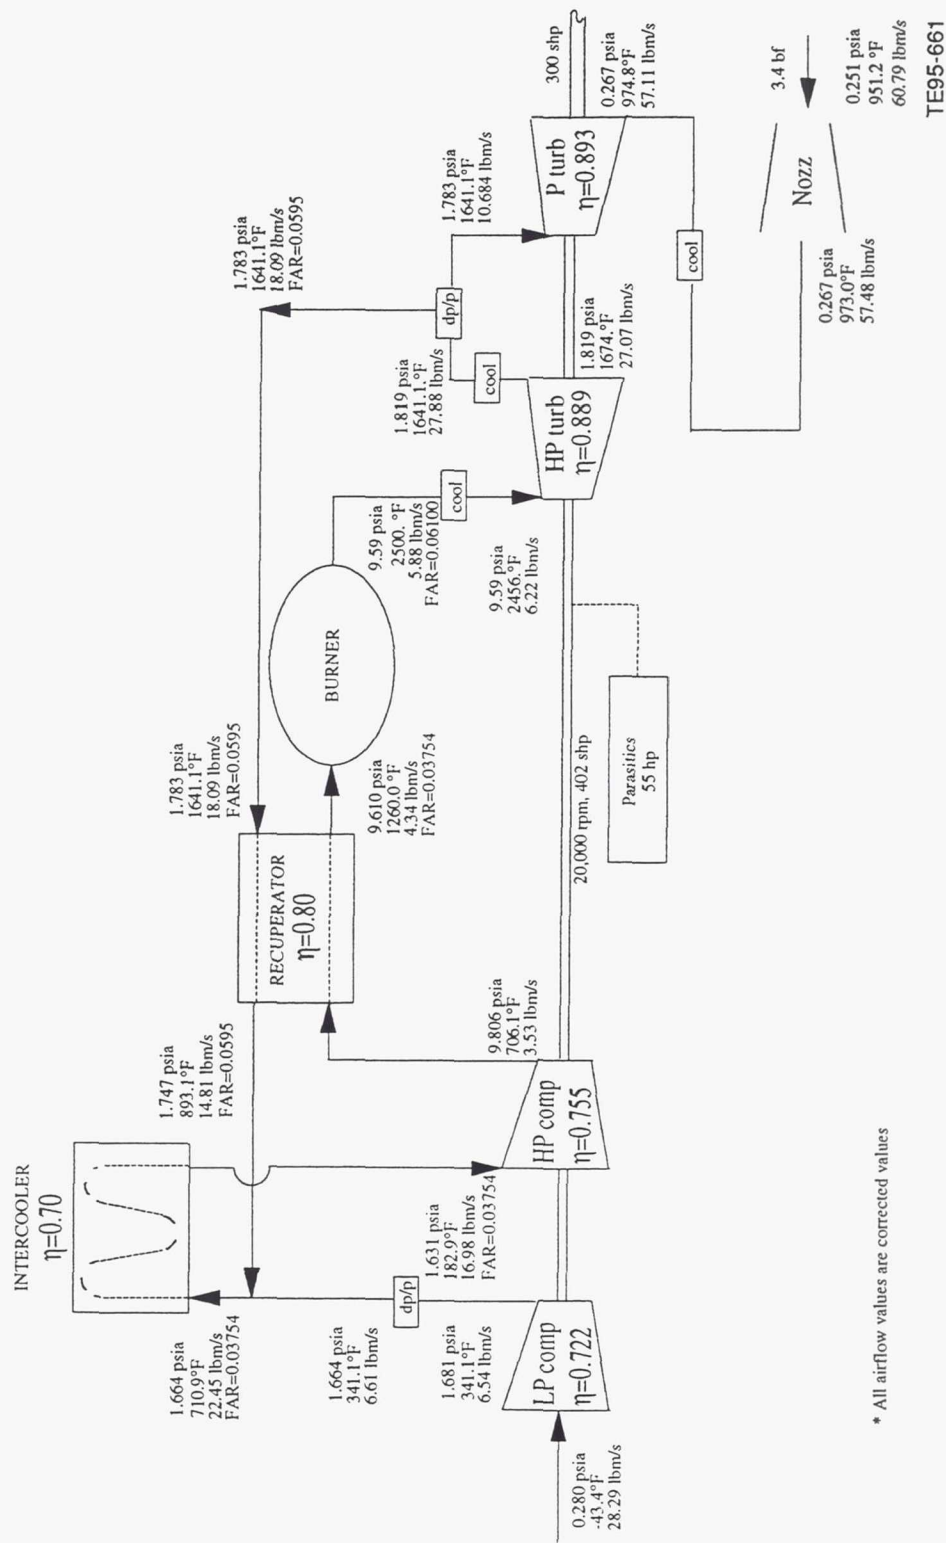 INTERCOOLER
η=0.70
1.664 psia
710.9°F
22.45 lbm/s
FAR=0.03754
1.747 psia
893.1°F
14.81 lbm/s
FAR=0.0595
1.783 psia
1641.1°F
18.09 lbm/s
FAR=0.0595
1.783 psia
1641.1°F
18.09 lbm/s
FAR=0.0595
RECUPERATOR
η=0.80
BURNER
9.610 psia
1260.0 °F
4.34 lbm/s
FAR=0.03754
9.59 psia
2500. °F
5.88 lbm/s
FAR=0.06100
cool
1.819 psia
1641.1.°F
27.88 lbm/s
cool
dp/p
1.783 psia
1641.1°F
10.684 lbm/s
1.664 psia
341.1°F
6.61 lbm/s
dp/p
1.631 psia
182.9°F
16.98 lbm/s
FAR=0.03754
1.681 psia
341.1°F
6.54 lbm/s
9.806 psia
706.1°F
3.53 lbm/s
9.59 psia
2456.°F
6.22 lbm/s
LP comp
η=0.722
HP comp
η=0.755
HP turb
η=0.889
P turb
η=0.893
300 shp
0.280 psia
-43.4°F
28.29 lbm/s
20,000 rpm, 402 shp
1.819 psia
1674.°F
27.07 lbm/s
0.267 psia
974.8°F
57.11 lbm/s
Parasitics
55 hp
cool
3.4 bf
Nozz
0.267 psia
973.0°F
57.48 lbm/s
0.251 psia
951.2 °F
60.79 lbm/s
* All airflow values are corrected values
TE95-661